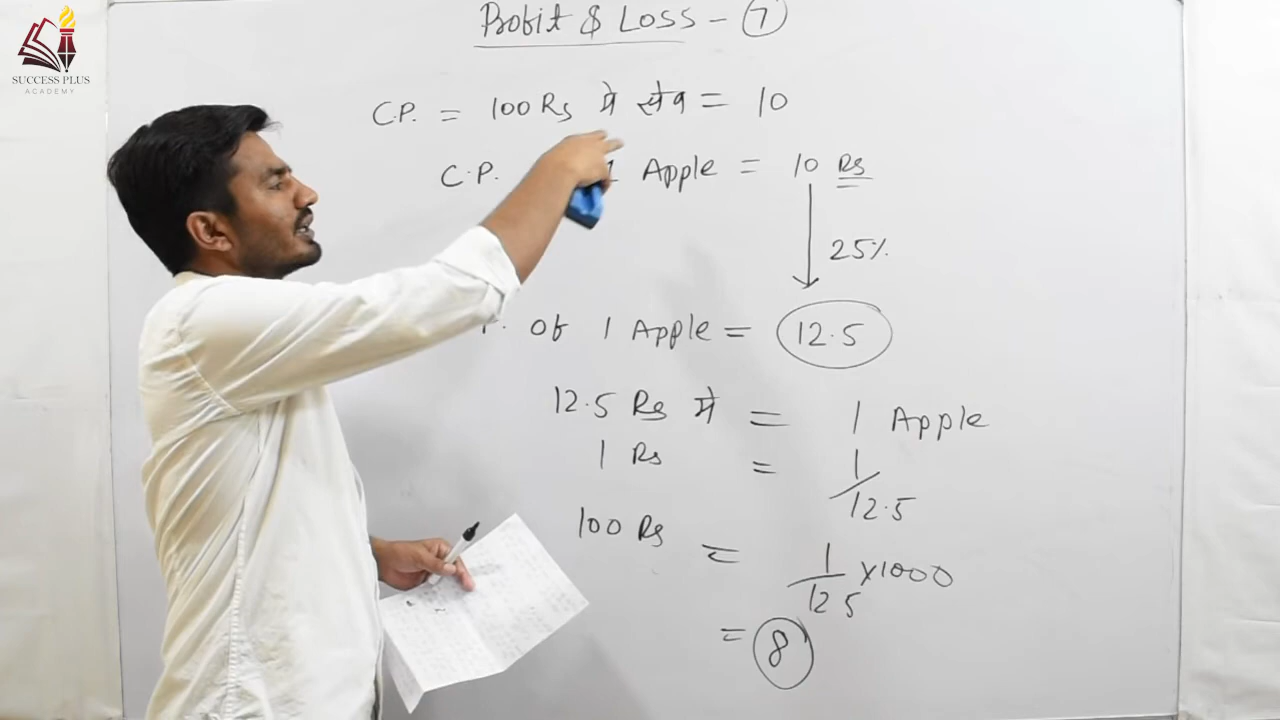 SUCCESS PLUS
ACADEMY
Profit & Loss - 7
C.P. = 100 Rs मे सेव = 10
C.P. 1 Apple = 10 Rs
25%
P. of 1 Apple = 12.5
12.5 Rs मे = 1 Apple
1 Rs = 1/12.5
100 Rs = 1/125 x1000
= 8